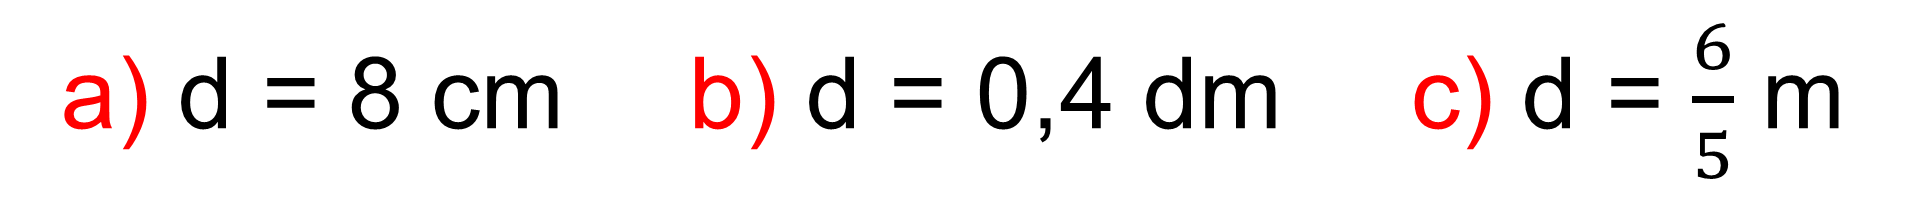 a) d = 8 cm b) d = 0,4 dm c) d = 6/5 m